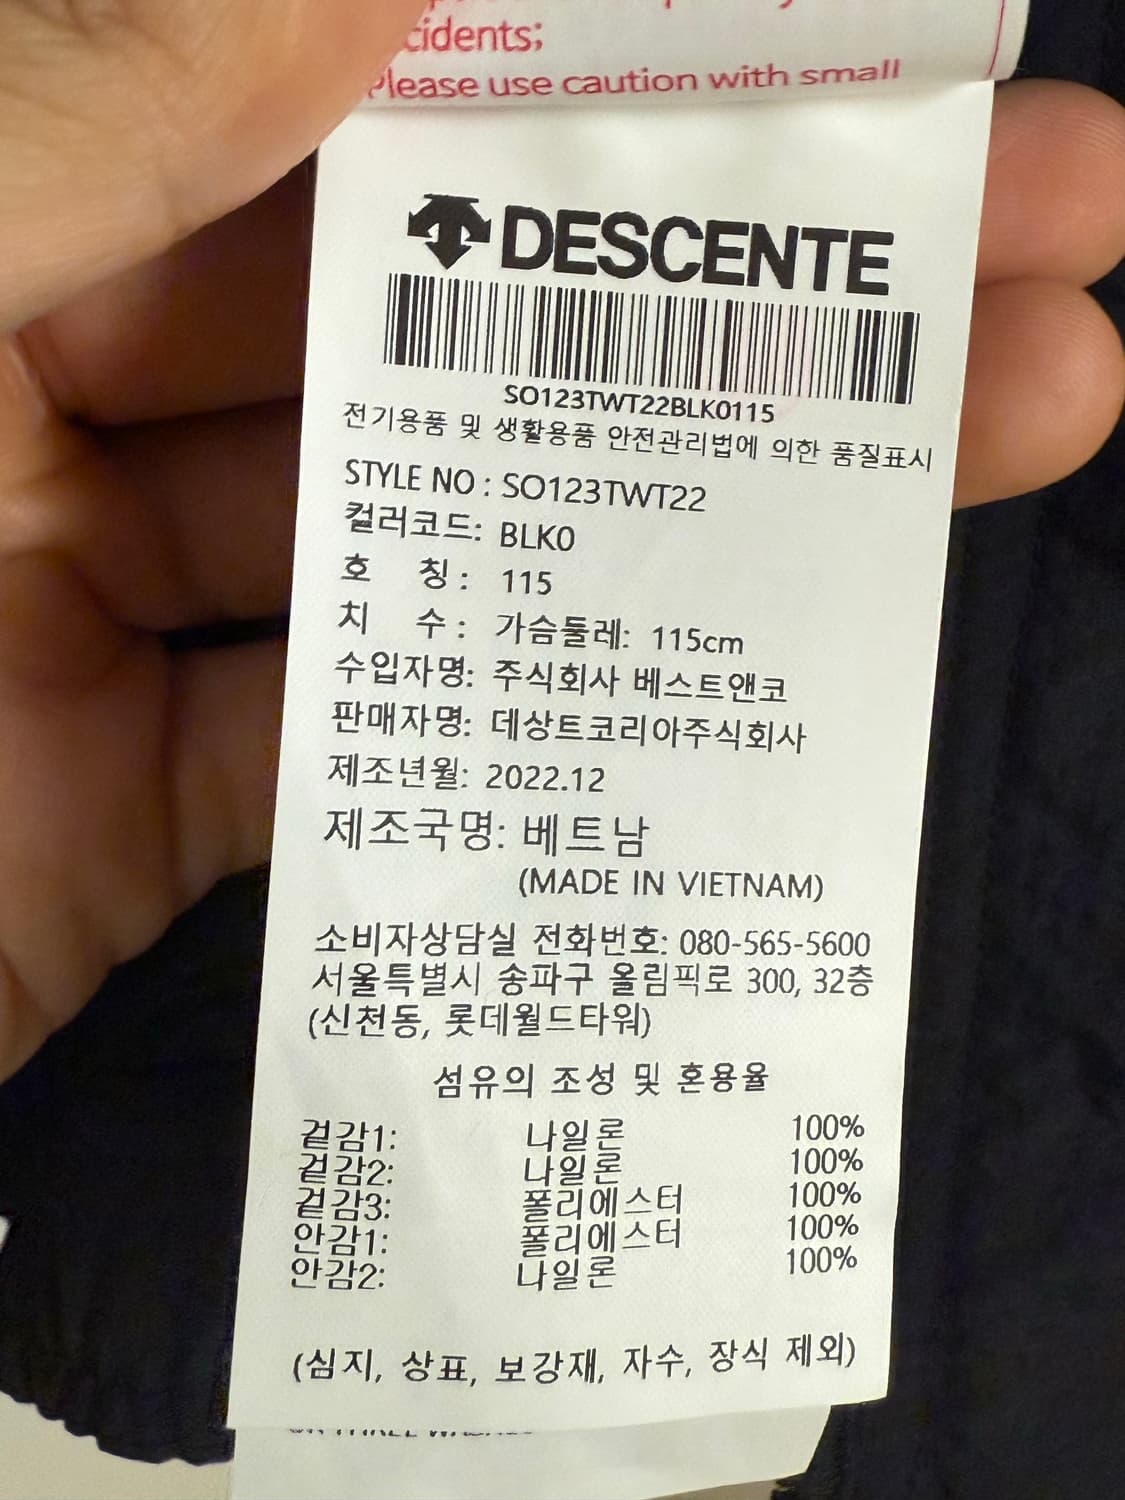 cidents;
Please use caution with small
DESCENTE
SO123TWT22BLK0115
전기용품 및 생활용품 안전관리법에 의한 품질표시
STYLE NO : SO123TWT22
컬러코드: BLK0
호 칭 : 115
치 수 : 가슴둘레: 115cm
수입자명: 주식회사 베스트앤코
판매자명: 데상트코리아주식회사
제조년월: 2022.12
제조국명: 베트남
(MADE IN VIETNAM)
소비자상담실 전화번호: 080-565-5600
서울특별시 송파구 올림픽로 300, 32층
(신천동, 롯데월드타워)
섬유의 조성 및 혼용율
겉감1: 나일론 100%
겉감2: 나일론 100%
겉감3: 폴리에스터 100%
안감1: 폴리에스터 100%
안감2: 나일론 100%
(심지, 상표, 보강재, 자수, 장식 제외)